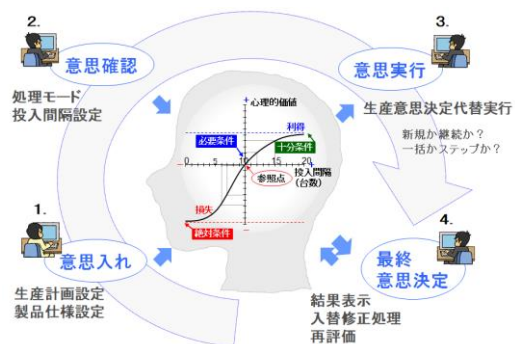 2.
意思確認
処理モード
投入間隔設定
3.
意思実行
生産意思決定代替実行
新規か継続か？
一括かステップか？
心理的価値
利得
必要条件
十分条件
0
10
20
投入間隔
(台数)
参照点
損失
絶対条件
1.
意思入れ
生産計画設定
製品仕様設定
4.
最終
意思決定
結果表示
入替修正処理
再評価